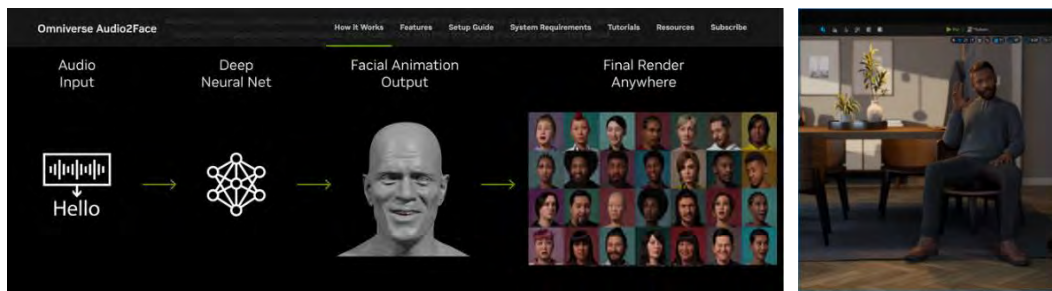 Omniverse Audio2Face
How it Works Features Setup Guide System Requirements Tutorials Resources Subscribe
Audio
Input
Deep
Neural Net
Facial Animation
Output
Final Render
Anywhere
Hello